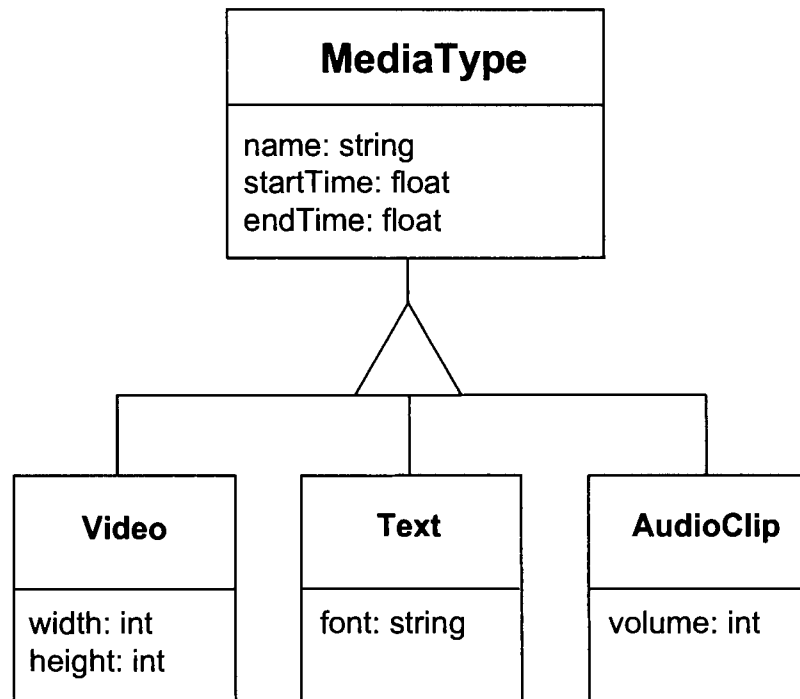 MediaType
name: string
startTime: float
endTime: float
Video
width: int
height: int
Text
font: string
AudioClip
volume: int